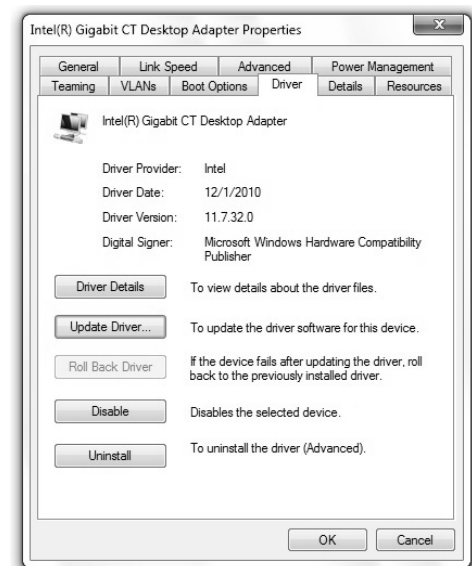 Intel(R) Gigabit CT Desktop Adapter Properties
General Link Speed Advanced Power Management
Teaming VLANs Boot Options Driver Details Resources
Intel(R) Gigabit CT Desktop Adapter
Driver Provider: Intel
Driver Date: 12/1/2010
Driver Version: 11.7.32.0
Digital Signer: Microsoft Windows Hardware Compatibility
Publisher
Driver Details To view details about the driver files.
Update Driver... To update the driver software for this device.
Roll Back Driver If the device fails after updating the driver, roll
back to the previously installed driver.
Disable Disables the selected device.
Uninstall To uninstall the driver (Advanced).
OK Cancel